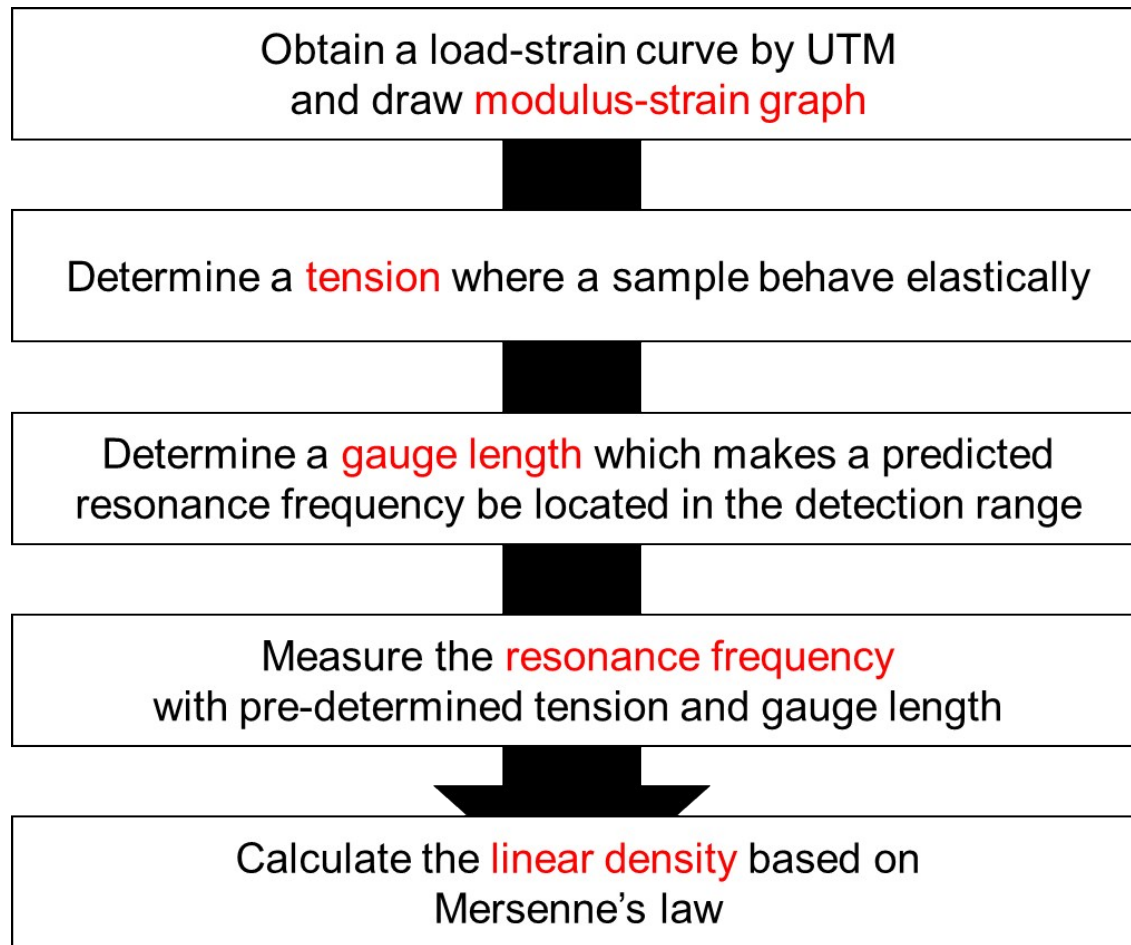 Obtain a load-strain curve by UTM
and draw modulus-strain graph
Determine a tension where a sample behave elastically
Determine a gauge length which makes a predicted
resonance frequency be located in the detection range
Measure the resonance frequency
with pre-determined tension and gauge length
Calculate the linear density based on
Mersenne’s law